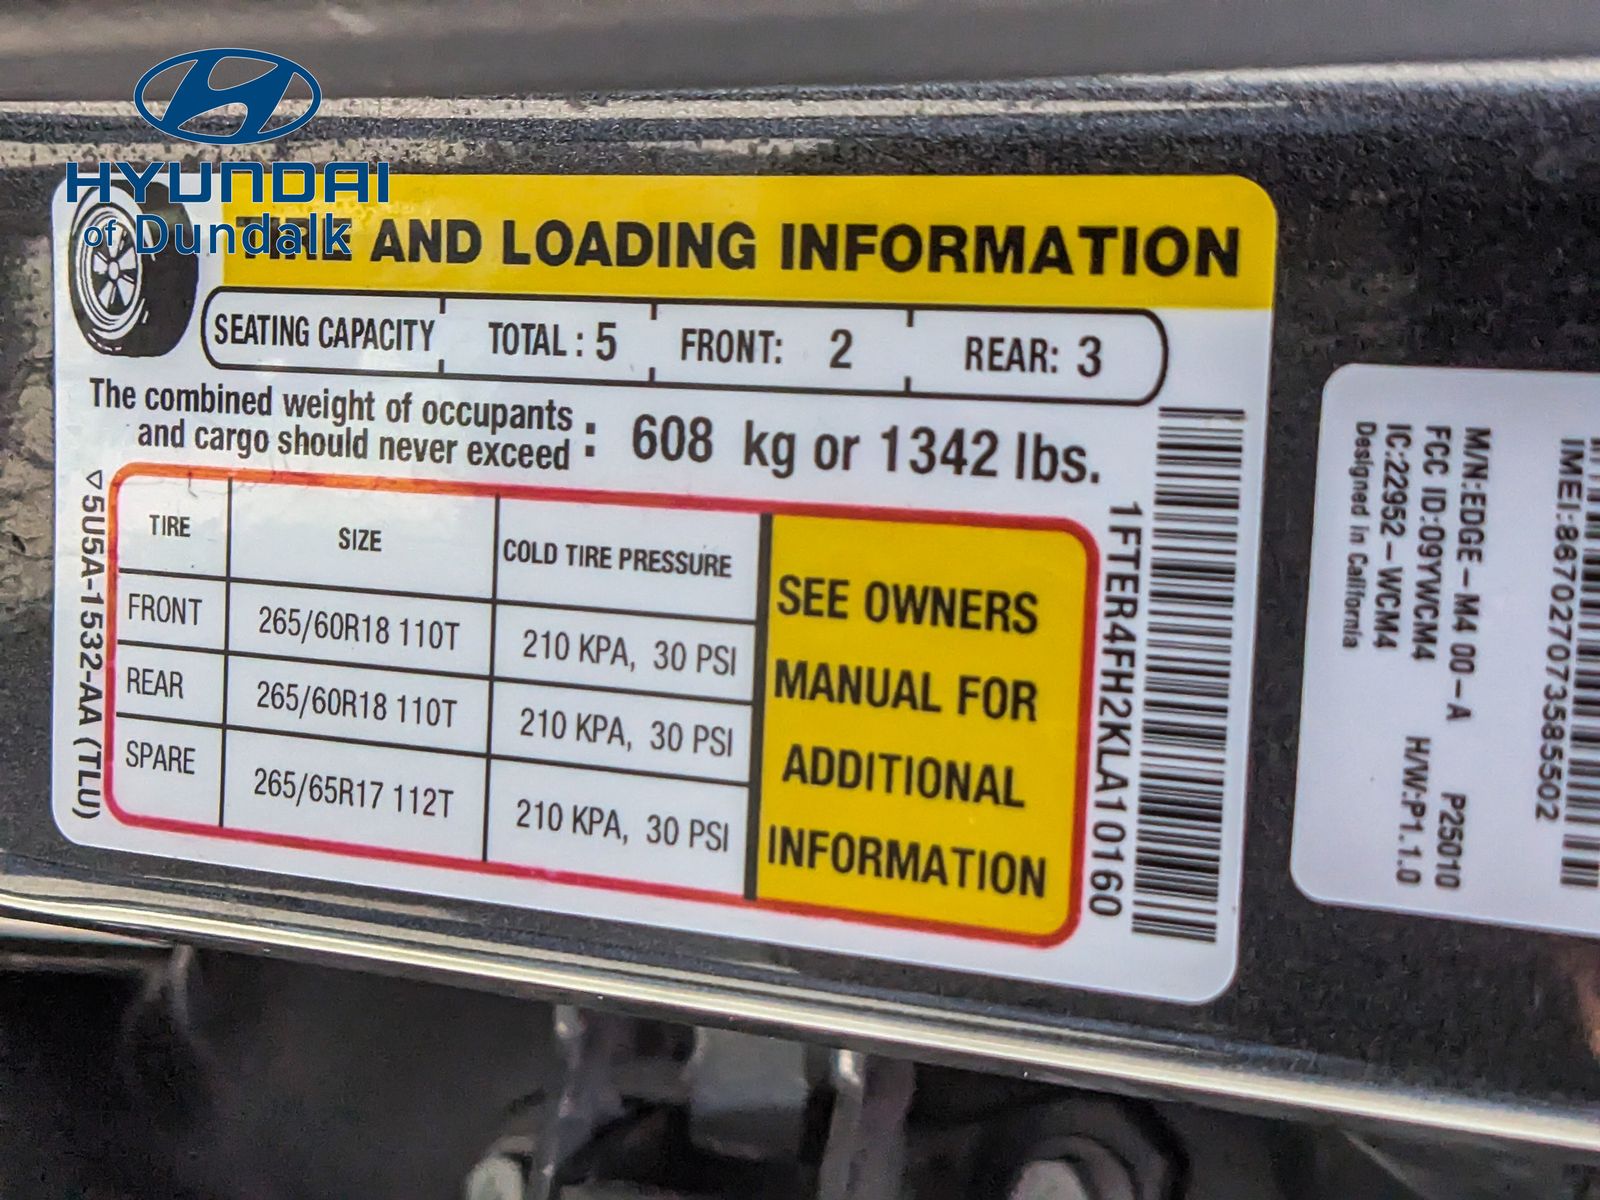 HYUNDAI
of Dundalk
TIRE AND LOADING INFORMATION
SEATING CAPACITY TOTAL : 5 FRONT: 2 REAR: 3
The combined weight of occupants
and cargo should never exceed : 608 kg or 1342 lbs.
TIRE SIZE COLD TIRE PRESSURE
FRONT 265/60R18 110T 210 KPA, 30 PSI
REAR 265/60R18 110T 210 KPA, 30 PSI
SPARE 265/65R17 112T 210 KPA, 30 PSI
SEE OWNERS
MANUAL FOR
ADDITIONAL
INFORMATION
5U5A-1532-AA (TLU)
1FTER4FH2KLA10160
IMEI:867027073585502
M/N:EDGE-M4 00-A P25010
FCC ID:O9YWCM4
IC:22952-WCM4 H/W:P1.1.0
Designed in California